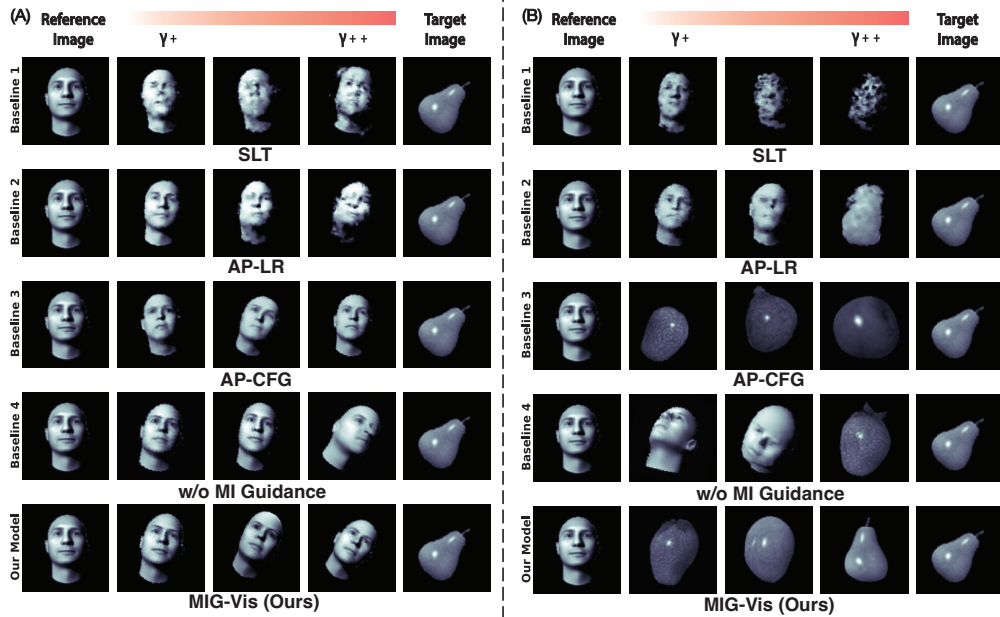 (A)
Reference Image
γ +
γ + +
Target Image
Baseline 1
SLT
Baseline 2
AP-LR
Baseline 3
AP-CFG
Baseline 4
w/o MI Guidance
Our Model
MIG-Vis (Ours)
(B)
Reference Image
γ +
γ + +
Target Image
Baseline 1
SLT
Baseline 2
AP-LR
Baseline 3
AP-CFG
Baseline 4
w/o MI Guidance
Our Model
MIG-Vis (Ours)